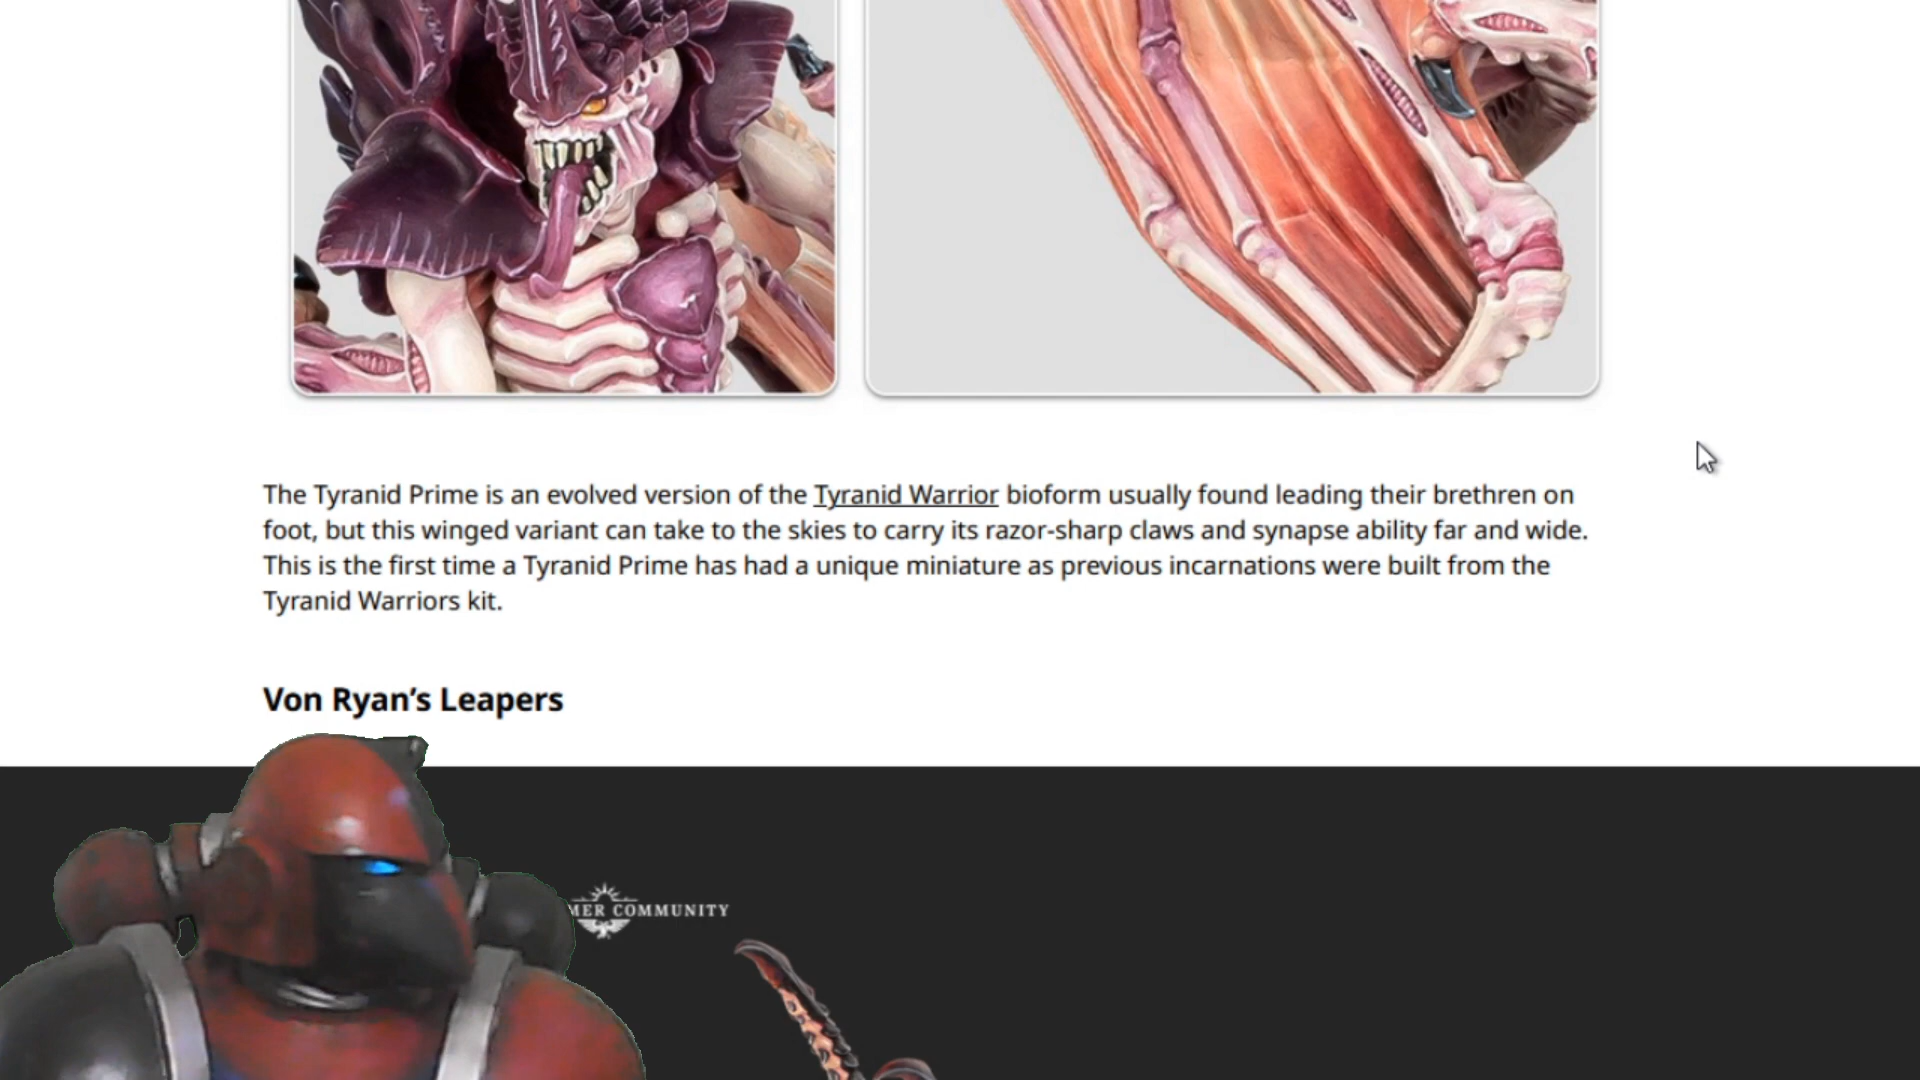 The Tyranid Prime is an evolved version of the Tyranid Warrior bioform usually found leading their brethren on
foot, but this winged variant can take to the skies to carry its razor-sharp claws and synapse ability far and wide.
This is the first time a Tyranid Prime has had a unique miniature as previous incarnations were built from the
Tyranid Warriors kit.
Von Ryan’s Leapers
MER COMMUNITY